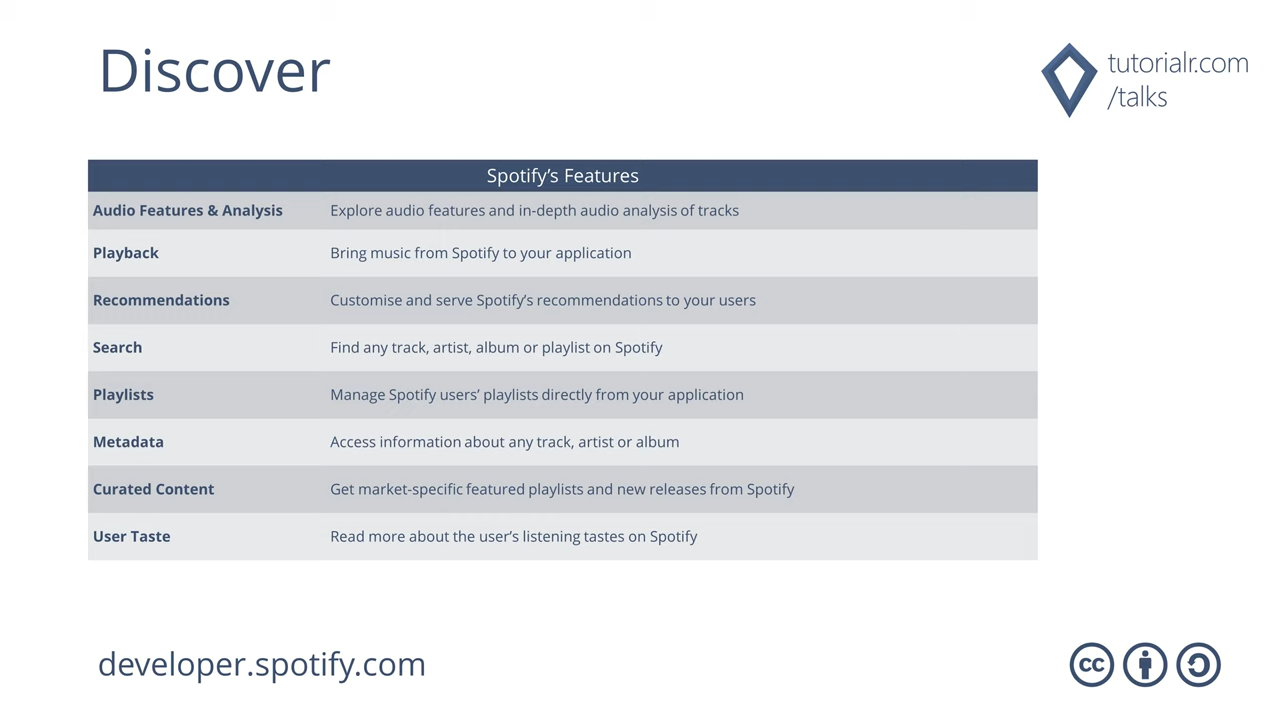 Discover
tutorialr.com
/talks
Spotify’s Features
Audio Features & Analysis Explore audio features and in-depth audio analysis of tracks
Playback Bring music from Spotify to your application
Recommendations Customise and serve Spotify’s recommendations to your users
Search Find any track, artist, album or playlist on Spotify
Playlists Manage Spotify users’ playlists directly from your application
Metadata Access information about any track, artist or album
Curated Content Get market-specific featured playlists and new releases from Spotify
User Taste Read more about the user’s listening tastes on Spotify
developer.spotify.com
cc